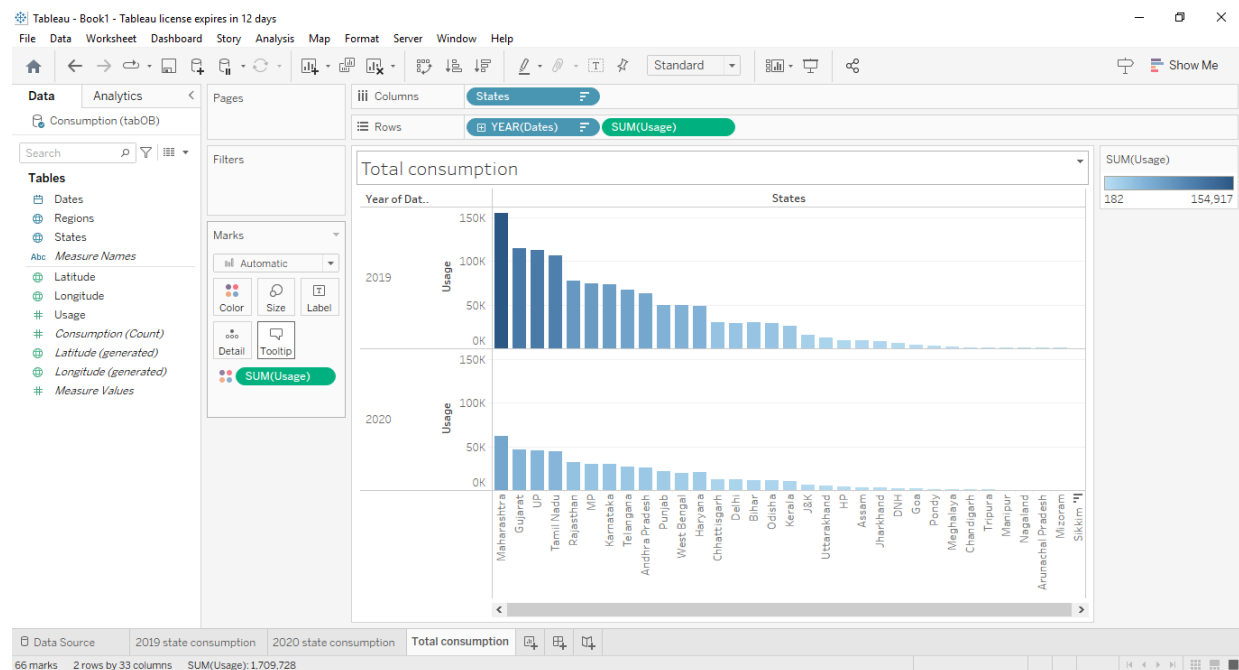 Tableau - Book1 - Tableau license expires in 12 days
File Data Worksheet Dashboard Story Analysis Map Format Server Window Help
Standard
Show Me
Data Analytics
Consumption (tabOB)
Search
Tables
Dates
Regions
States
Abc Measure Names
Latitude
Longitude
# Usage
# Consumption (Count)
Latitude (generated)
Longitude (generated)
# Measure Values
Pages
Filters
Marks
Automatic
Color Size Label
Detail Tooltip
SUM(Usage)
Columns States
Rows YEAR(Dates) SUM(Usage)
Total consumption
Year of Dat..
States
2019
Usage
150K
100K
50K
0K
2020
Usage
150K
100K
50K
0K
Maharashtra
Gujarat
UP
Tamil Nadu
Rajasthan
MP
Karnataka
Telangana
Andhra Pradesh
Punjab
West Bengal
Haryana
Chhattisgarh
Delhi
Bihar
Odisha
Kerala
J&K
Uttarakhand
HP
Assam
Jharkhand
DNH
Goa
Pondy
Meghalaya
Chandigarh
Tripura
Manipur
Nagaland
Arunachal Pradesh
Mizoram
Sikkim
SUM(Usage)
182 154,917
Data Source 2019 state consumption 2020 state consumption Total consumption
66 marks 2 rows by 33 columns SUM(Usage): 1,709,728